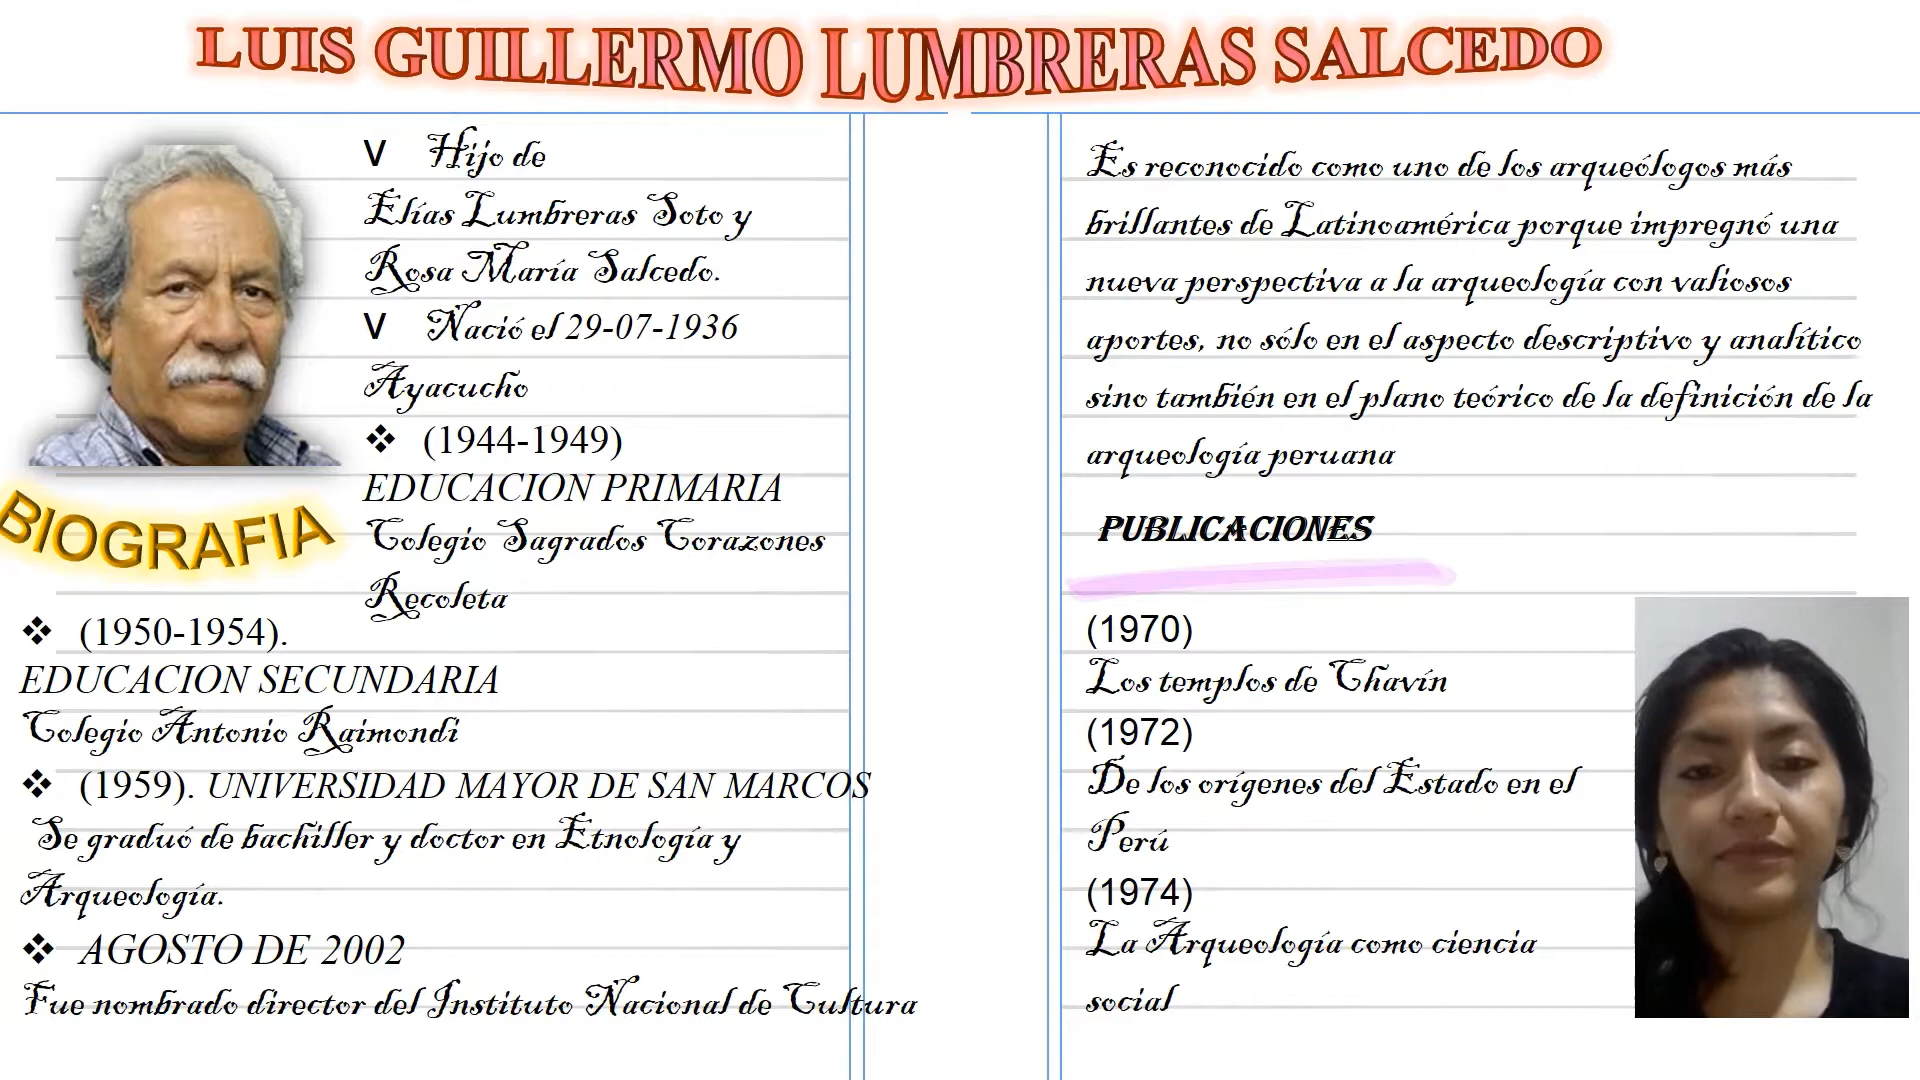 LUIS GUILLERMO LUMBRERAS SALCEDO
V Hijo de
Elías Lumbreras Soto y
Rosa María Salcedo.
V Nació el 29-07-1936
Ayacucho
❖ (1944-1949)
EDUCACION PRIMARIA
Colegio Sagrados Corazones
Recoleta
BIOGRAFIA
❖ (1950-1954).
EDUCACION SECUNDARIA
Colegio Antonio Raimondi
❖ (1959). UNIVERSIDAD MAYOR DE SAN MARCOS
Se graduó de bachiller y doctor en Etnología y
Arqueología.
❖ AGOSTO DE 2002
Fue nombrado director del Instituto Nacional de Cultura
Es reconocido como uno de los arqueólogos más
brillantes de Latinoamérica porque impregnó una
nueva perspectiva a la arqueología con valiosos
aportes, no sólo en el aspecto descriptivo y analítico
sino también en el plano teórico de la definición de la
arqueología peruana
PUBLICACIONES
(1970)
Los templos de Chavín
(1972)
De los orígenes del Estado en el
Perú
(1974)
La Arqueología como ciencia
social